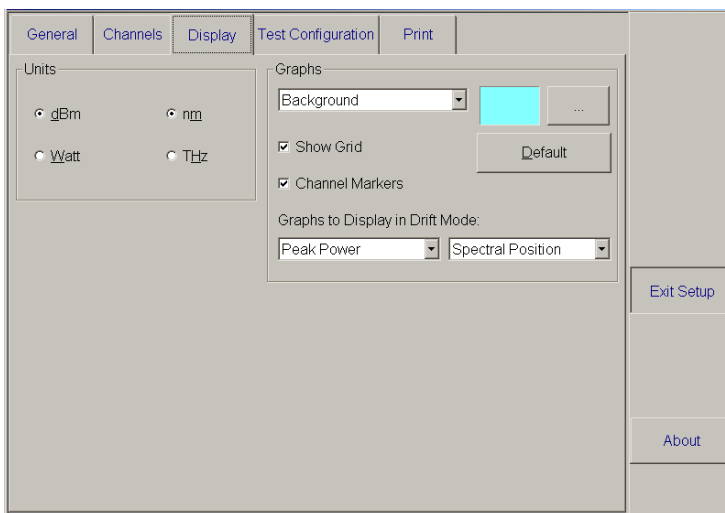 General Channels Display Test Configuration Print
Units
dBm nm
Watt THz
Graphs
Background ...
Show Grid Default
Channel Markers
Graphs to Display in Drift Mode:
Peak Power Spectral Position
Exit Setup
About